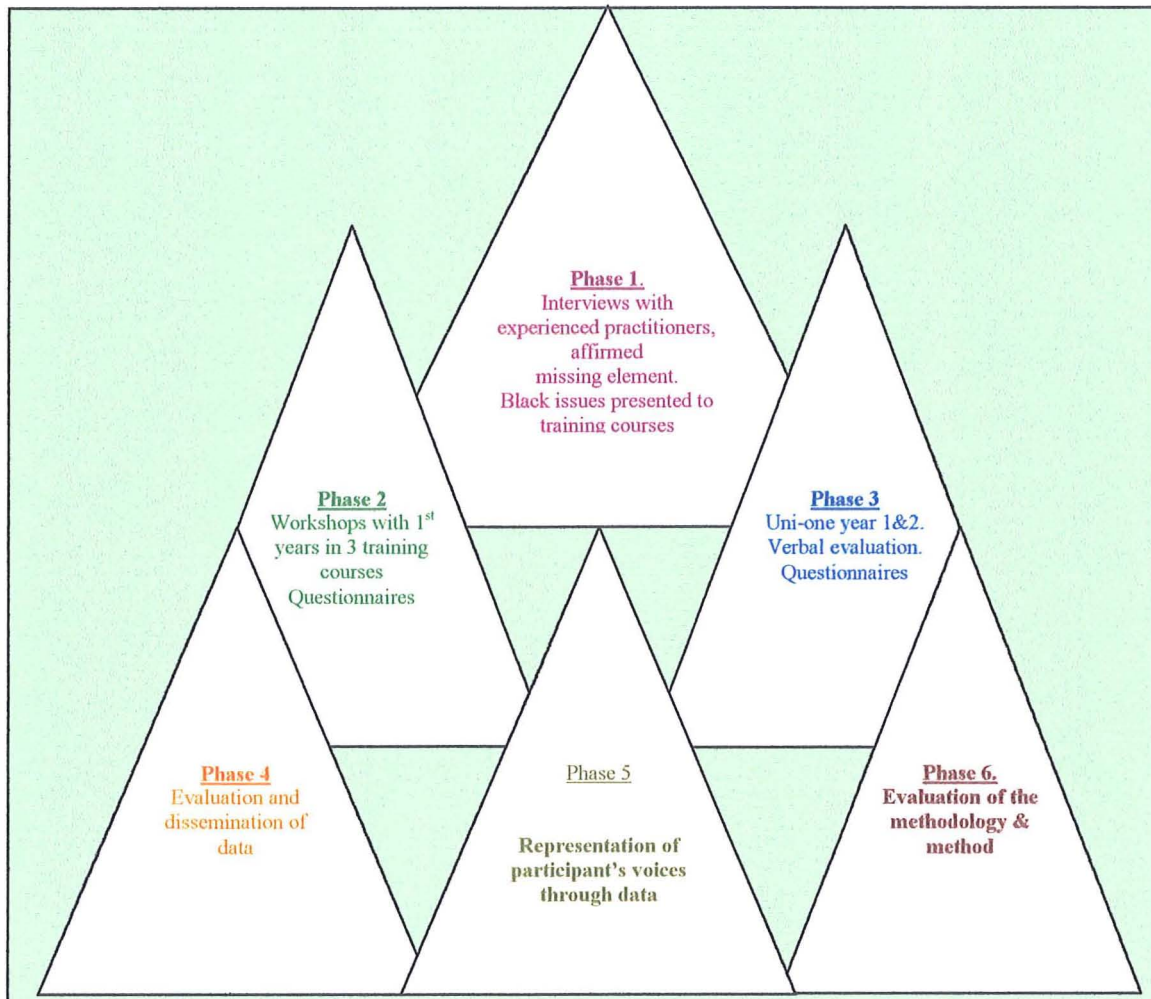 Phase 1.
Interviews with
experienced practitioners,
affirmed
missing element.
Black issues presented to
training courses
Phase 2
Workshops with 1st
years in 3 training
courses
Questionnaires
Phase 3
Uni-one year 1&2.
Verbal evaluation.
Questionnaires
Phase 4
Evaluation and
dissemination of
data
Phase 5
Representation of
participant's voices
through data
Phase 6.
Evaluation of the
methodology &
method